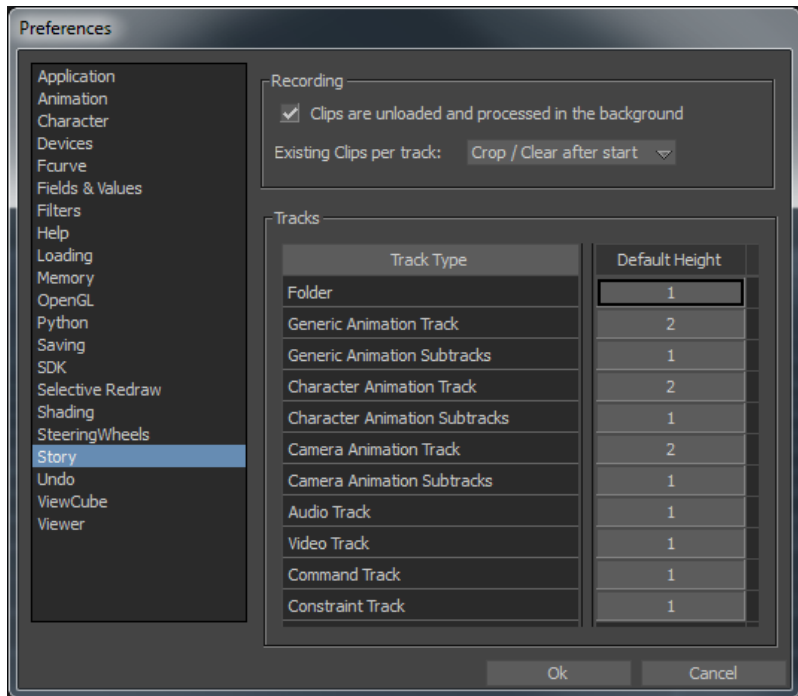 Preferences
Application
Animation
Character
Devices
Fcurve
Fields & Values
Filters
Help
Loading
Memory
OpenGL
Python
Saving
SDK
Selective Redraw
Shading
SteeringWheels
Story
Undo
ViewCube
Viewer
Recording
Clips are unloaded and processed in the background
Existing Clips per track: Crop / Clear after start
Tracks
Track Type Default Height
Folder 1
Generic Animation Track 2
Generic Animation Subtracks 1
Character Animation Track 2
Character Animation Subtracks 1
Camera Animation Track 2
Camera Animation Subtracks 1
Audio Track 1
Video Track 1
Command Track 1
Constraint Track 1
Ok Cancel